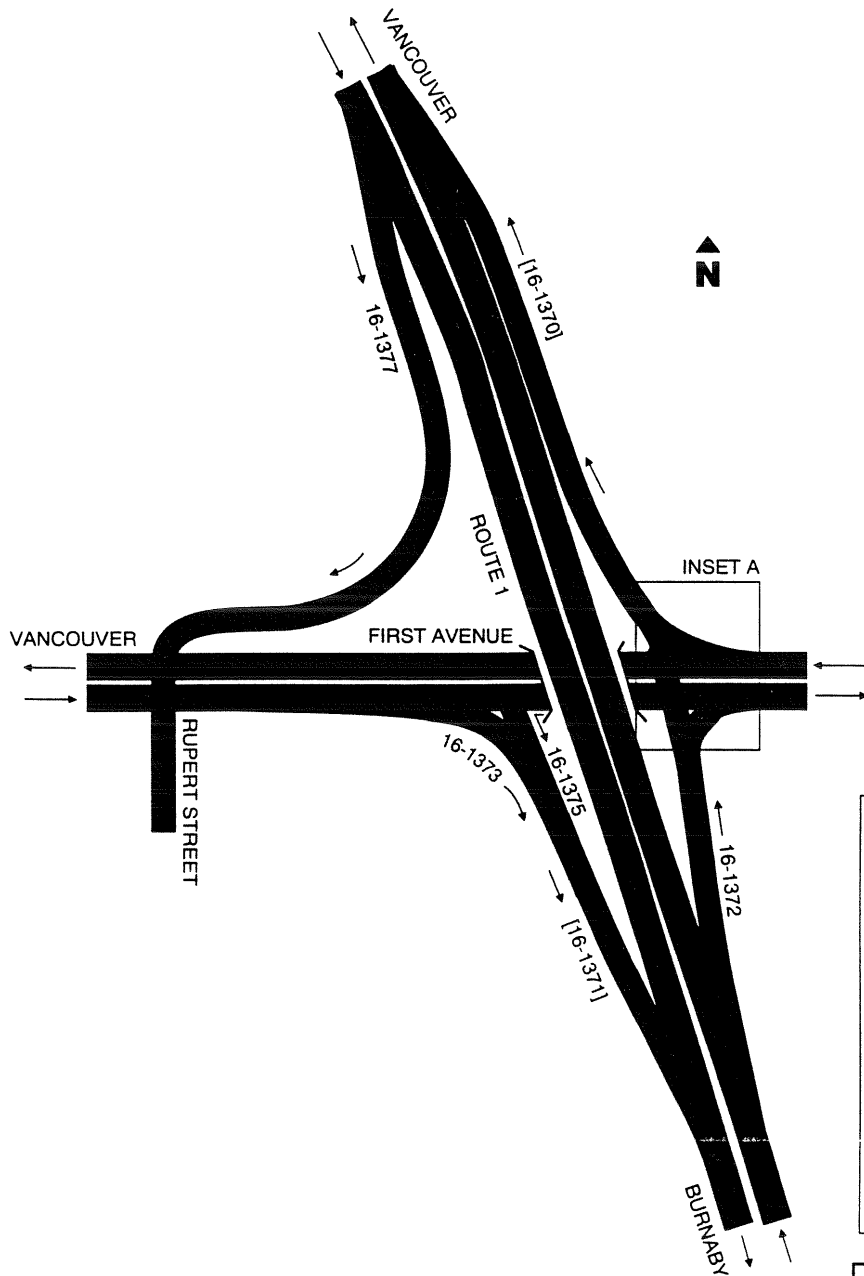 VANCOUVER
N
[16-1370]
16-1377
ROUTE 1
INSET A
VANCOUVER
FIRST AVENUE
RUPERT STREET
16-1373
16-1375
16-1372
[16-1371]
BURNABY